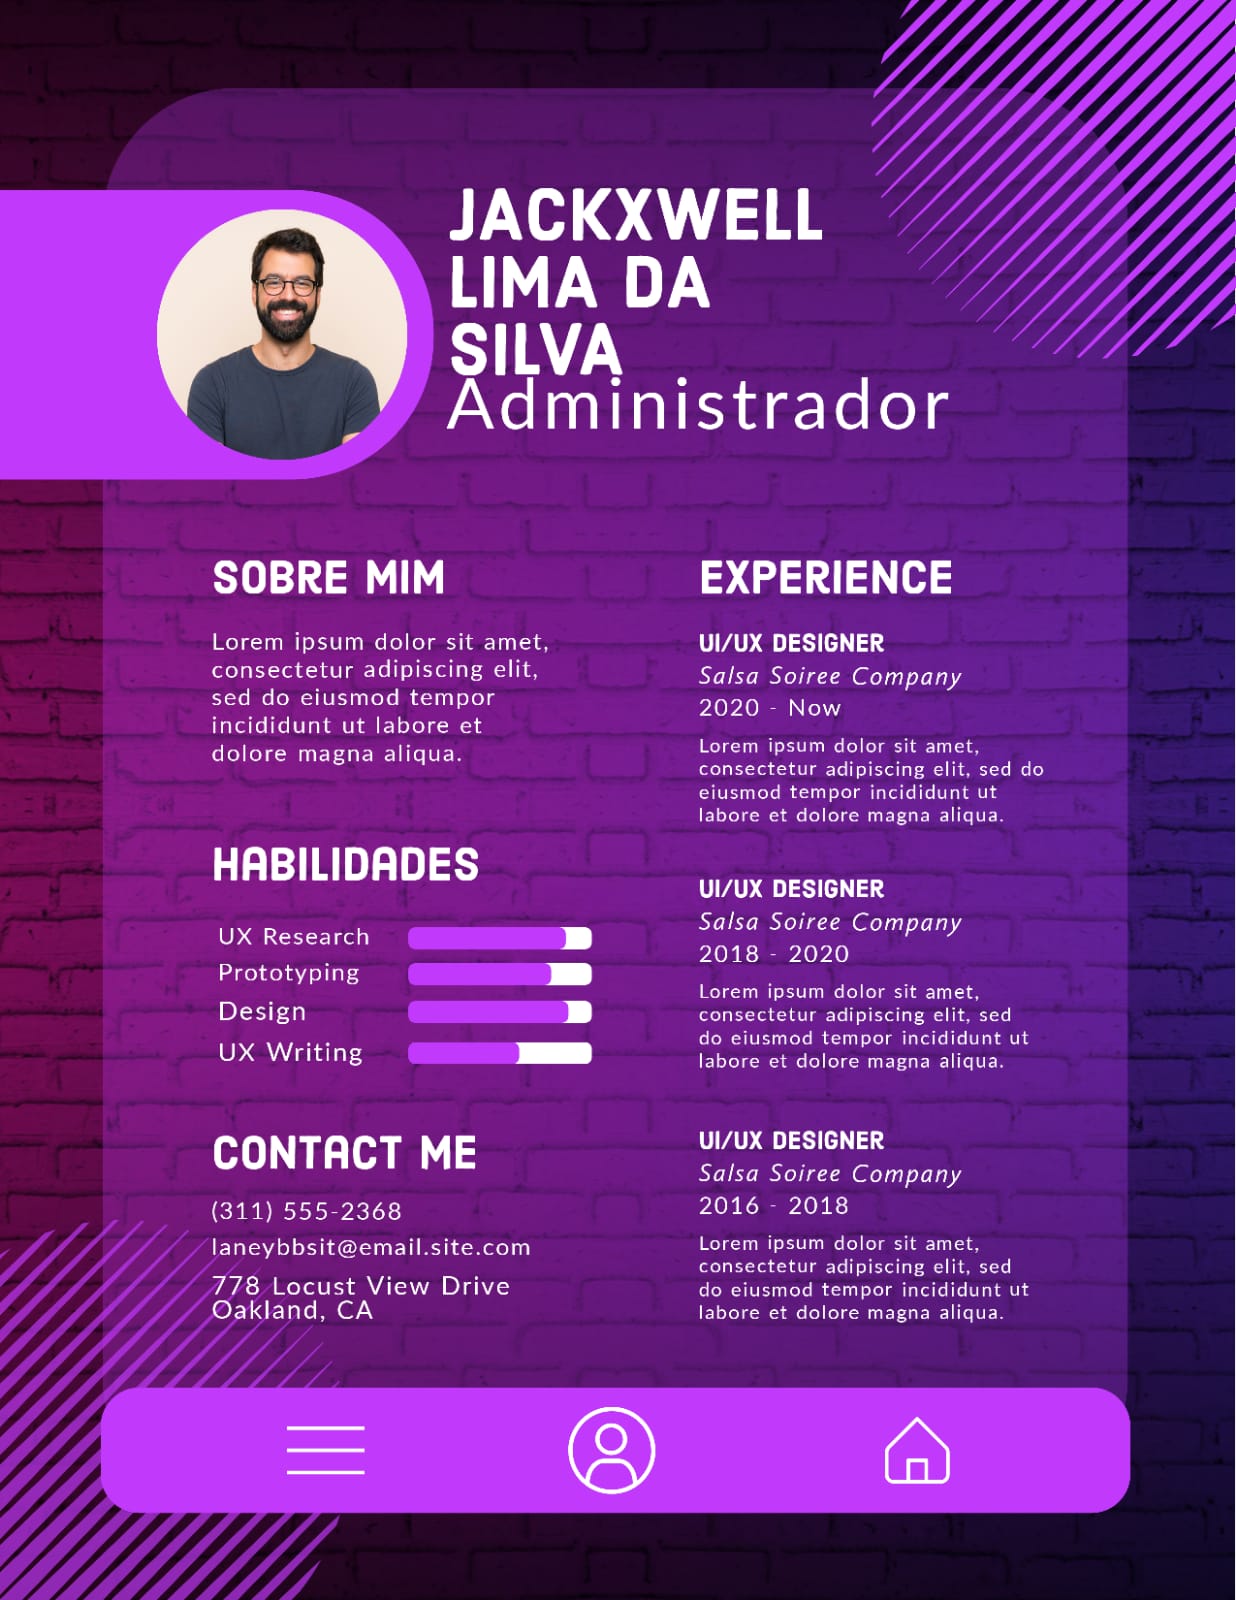 JACKXWELL
LIMA DA
SILVA
Administrador
SOBRE MIM
Lorem ipsum dolor sit amet,
consectetur adipiscing elit,
sed do eiusmod tempor
incididunt ut labore et
dolore magna aliqua.
HABILIDADES
UX Research
Prototyping
Design
UX Writing
CONTACT ME
(311) 555-2368
laneybbsit@email.site.com
778 Locust View Drive
Oakland, CA
EXPERIENCE
UI/UX DESIGNER
Salsa Soiree Company
2020 - Now
Lorem ipsum dolor sit amet,
consectetur adipiscing elit, sed do
eiusmod tempor incididunt ut
labore et dolore magna aliqua.
UI/UX DESIGNER
Salsa Soiree Company
2018 - 2020
Lorem ipsum dolor sit amet,
consectetur adipiscing elit, sed
do eiusmod tempor incididunt ut
labore et dolore magna aliqua.
UI/UX DESIGNER
Salsa Soiree Company
2016 - 2018
Lorem ipsum dolor sit amet,
consectetur adipiscing elit, sed
do eiusmod tempor incididunt ut
labore et dolore magna aliqua.